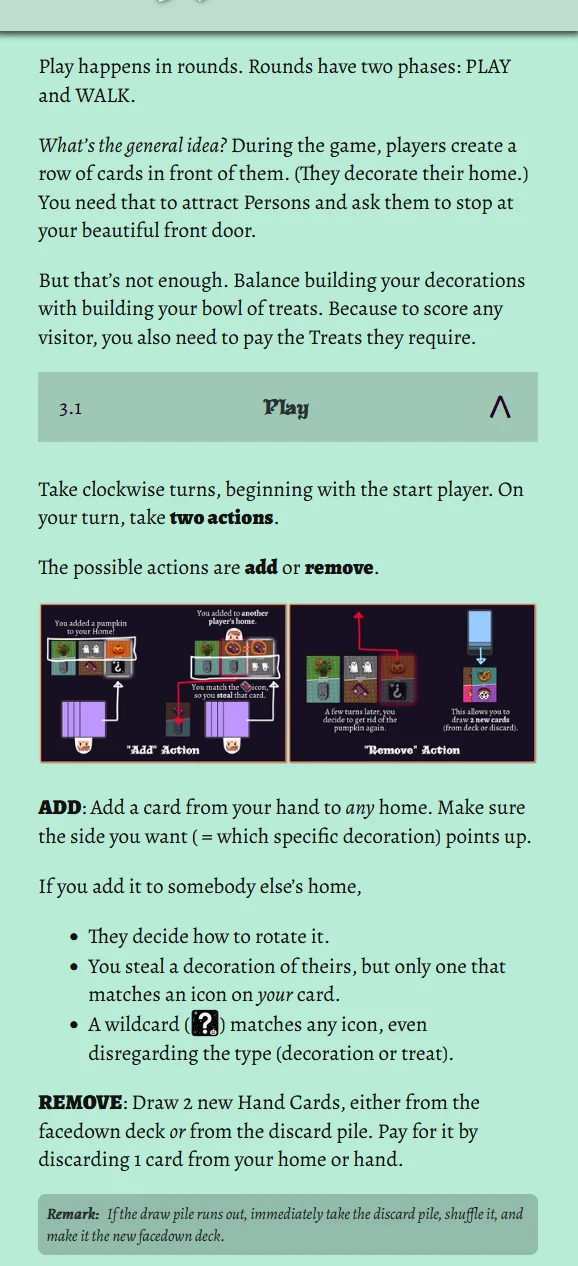 Play happens in rounds. Rounds have two phases: PLAY
and WALK.
What's the general idea? During the game, players create a
row of cards in front of them. (They decorate their home.)
You need that to attract Persons and ask them to stop at
your beautiful front door.
But that's not enough. Balance building your decorations
with building your bowl of treats. Because to score any
visitor, you also need to pay the Treats they require.
3.1 Play
Take clockwise turns, beginning with the start player. On
your turn, take two actions.
The possible actions are add or remove.
You added a pumpkin
to your Home!
You added to another
player's home.
You match the icon,
so you steal that card.
"Add" Action
A few turns later, you
decide to get rid of the
pumpkin again.
This allows you to
draw 2 new cards
(from deck or discard).
"Remove" Action
ADD: Add a card from your hand to any home. Make sure
the side you want ( = which specific decoration) points up.
If you add it to somebody else's home,
• They decide how to rotate it.
• You steal a decoration of theirs, but only one that
matches an icon on your card.
• A wildcard (?) matches any icon, even
disregarding the type (decoration or treat).
REMOVE: Draw 2 new Hand Cards, either from the
facedown deck or from the discard pile. Pay for it by
discarding 1 card from your home or hand.
Remark: If the draw pile runs out, immediately take the discard pile, shuffle it, and
make it the new facedown deck.